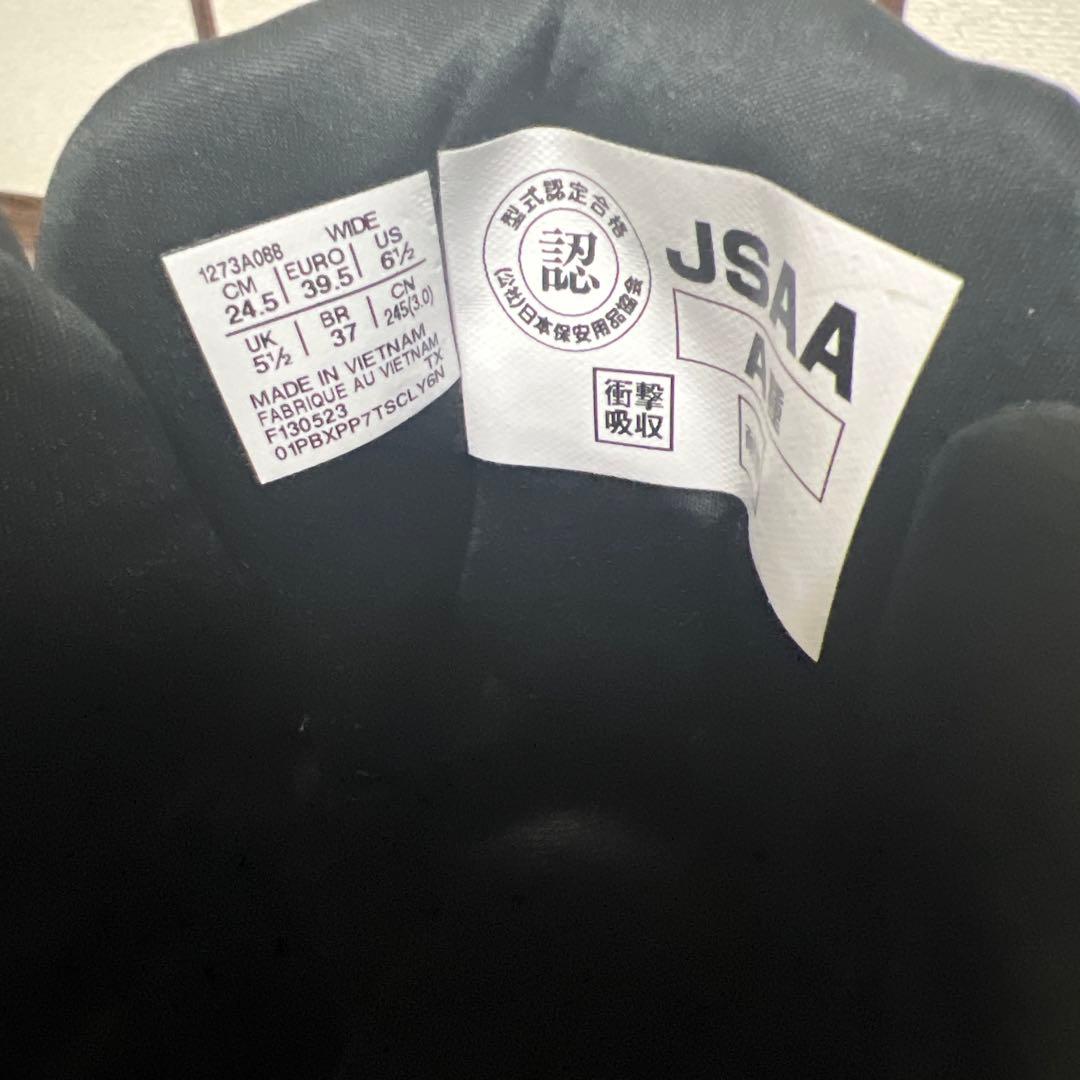 1273A088 WIDE
CM EURO US
24.5 39.5 6½
UK BR CN
5½ 37 245(3.0)
MADE IN VIETNAM
FABRIQUE AU VIETNAM
F130523 TX
01PBXPP7TSCLY6N
型式認定合格
認
(公社)日本保安用品協会
JSAA
A種
衝撃
吸収